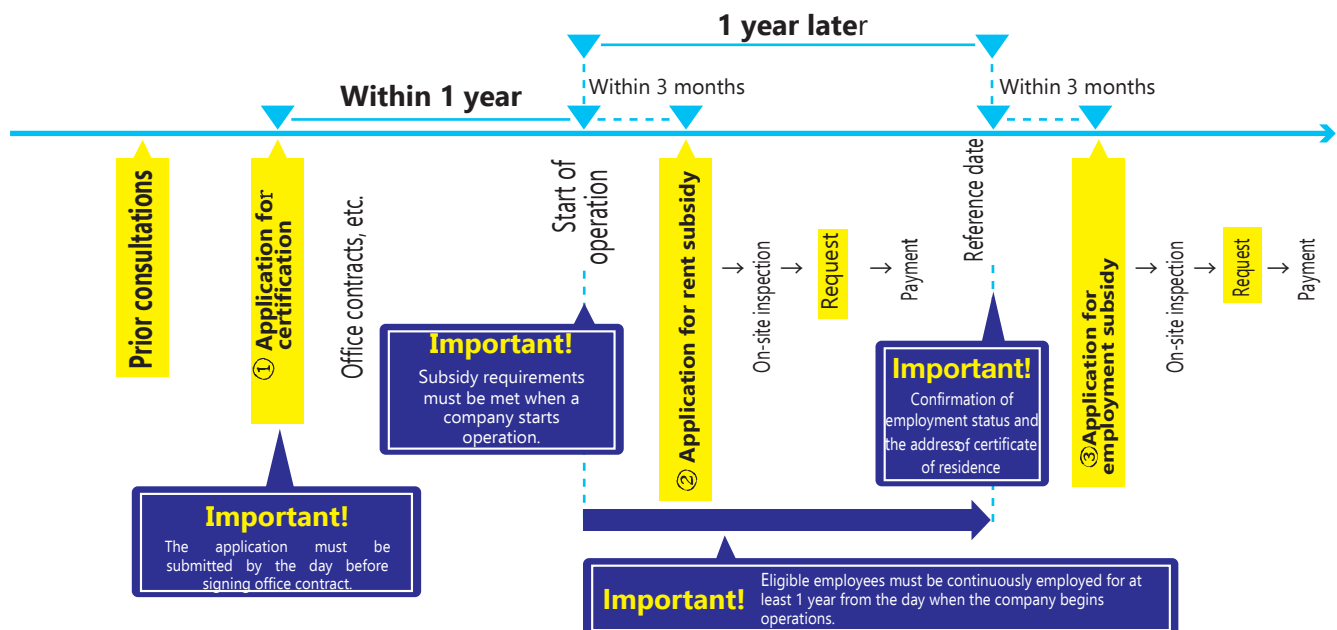 1 year later
Within 1 year
Within 3 months
Within 3 months
Prior consultations
① Application for
certification
Office contracts, etc.
Start of
operation
② Application for rent subsidy
→
On-site inspection
→
Request
→
Payment
Reference date
③Application for
employment subsidy
→
On-site inspection
→
Request
→
Payment
Important!
Subsidy requirements
must be met when a
company starts
operation.
Important!
Confirmation of
employment status and
the address of certificate
of residence
Important!
The application must be
submitted by the day before
signing office contract.
Important!
Eligible employees must be continuously employed for at
least 1 year from the day when the company begins
operations.